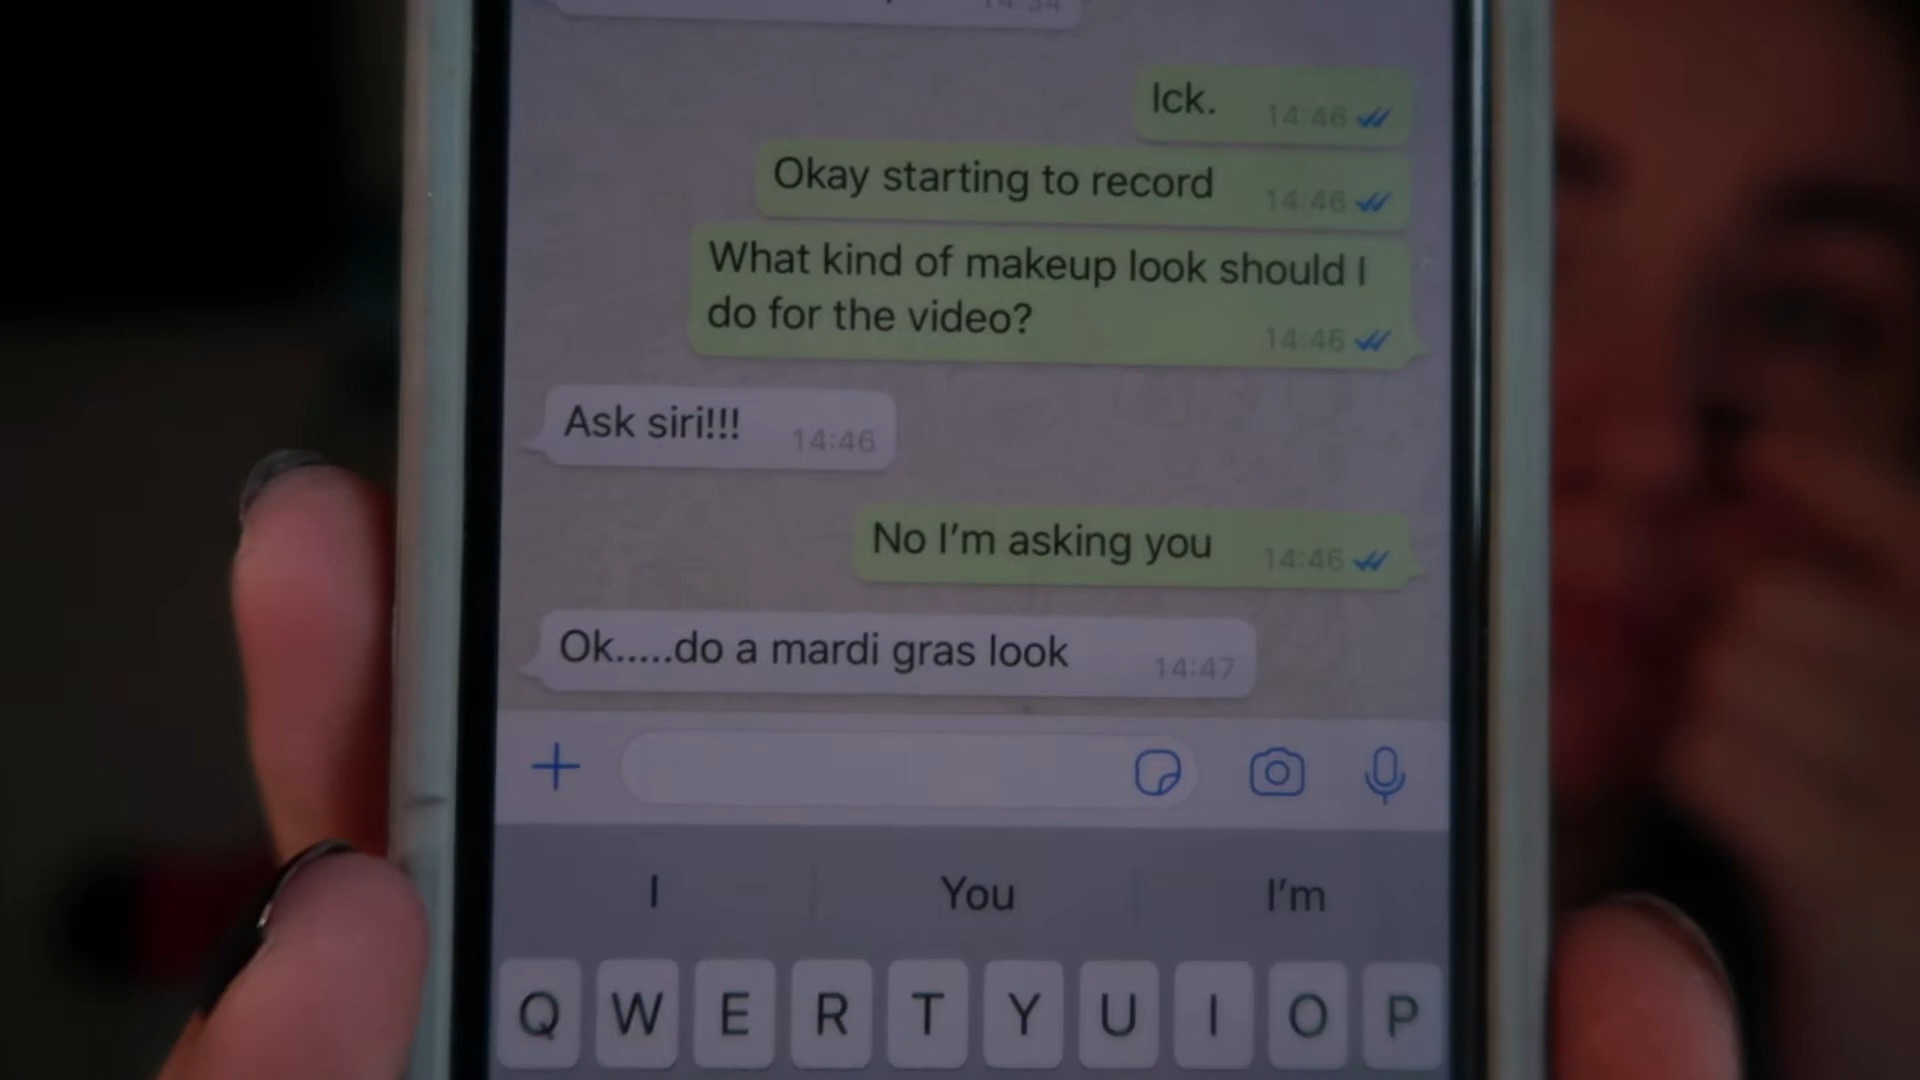 Ick.
14:46
Okay starting to record
14:46
What kind of makeup look should I
do for the video?
14:46
Ask siri!!!
14:46
No I'm asking you
14:46
Ok.....do a mardi gras look
14:47
I You I'm
Q W E R T Y U I O P